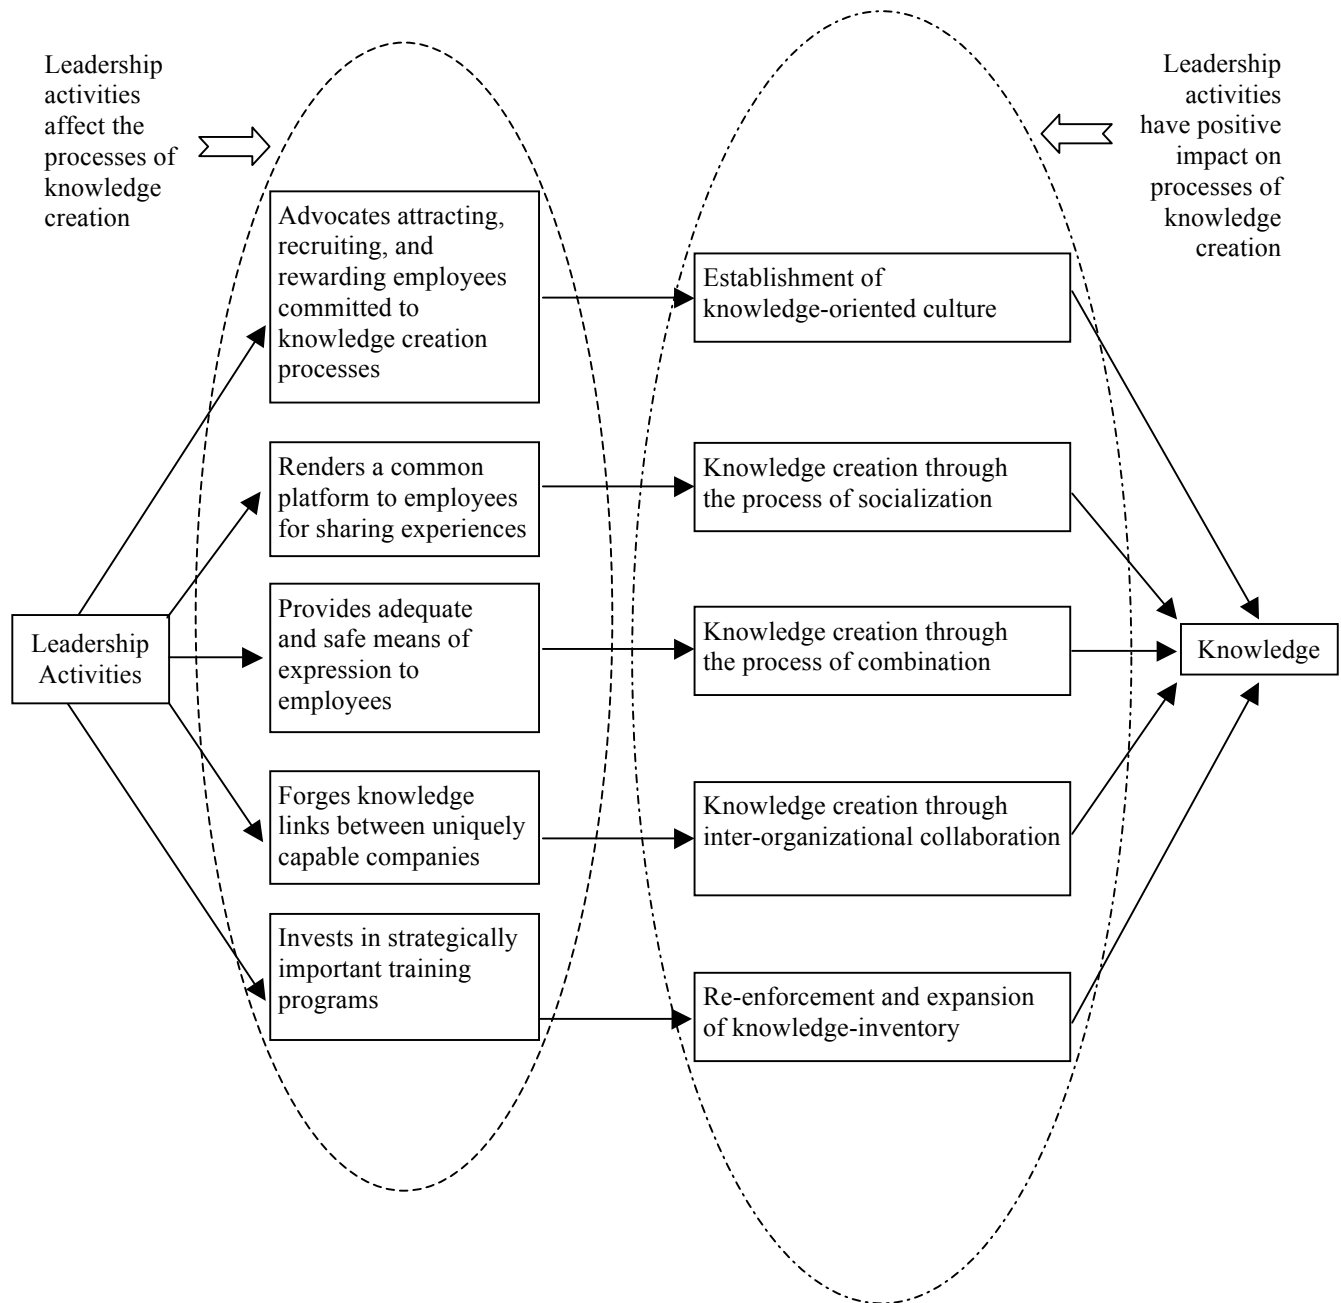 Leadership
activities
affect the
processes of
knowledge
creation
Leadership
activities
have positive
impact on
processes of
knowledge
creation
Leadership
Activities
Advocates attracting,
recruiting, and
rewarding employees
committed to
knowledge creation
processes
Renders a common
platform to employees
for sharing experiences
Provides adequate
and safe means of
expression to
employees
Forges knowledge
links between uniquely
capable companies
Invests in strategically
important training
programs
Establishment of
knowledge-oriented culture
Knowledge creation through
the process of socialization
Knowledge creation through
the process of combination
Knowledge creation through
inter-organizational collaboration
Re-enforcement and expansion
of knowledge-inventory
Knowledge